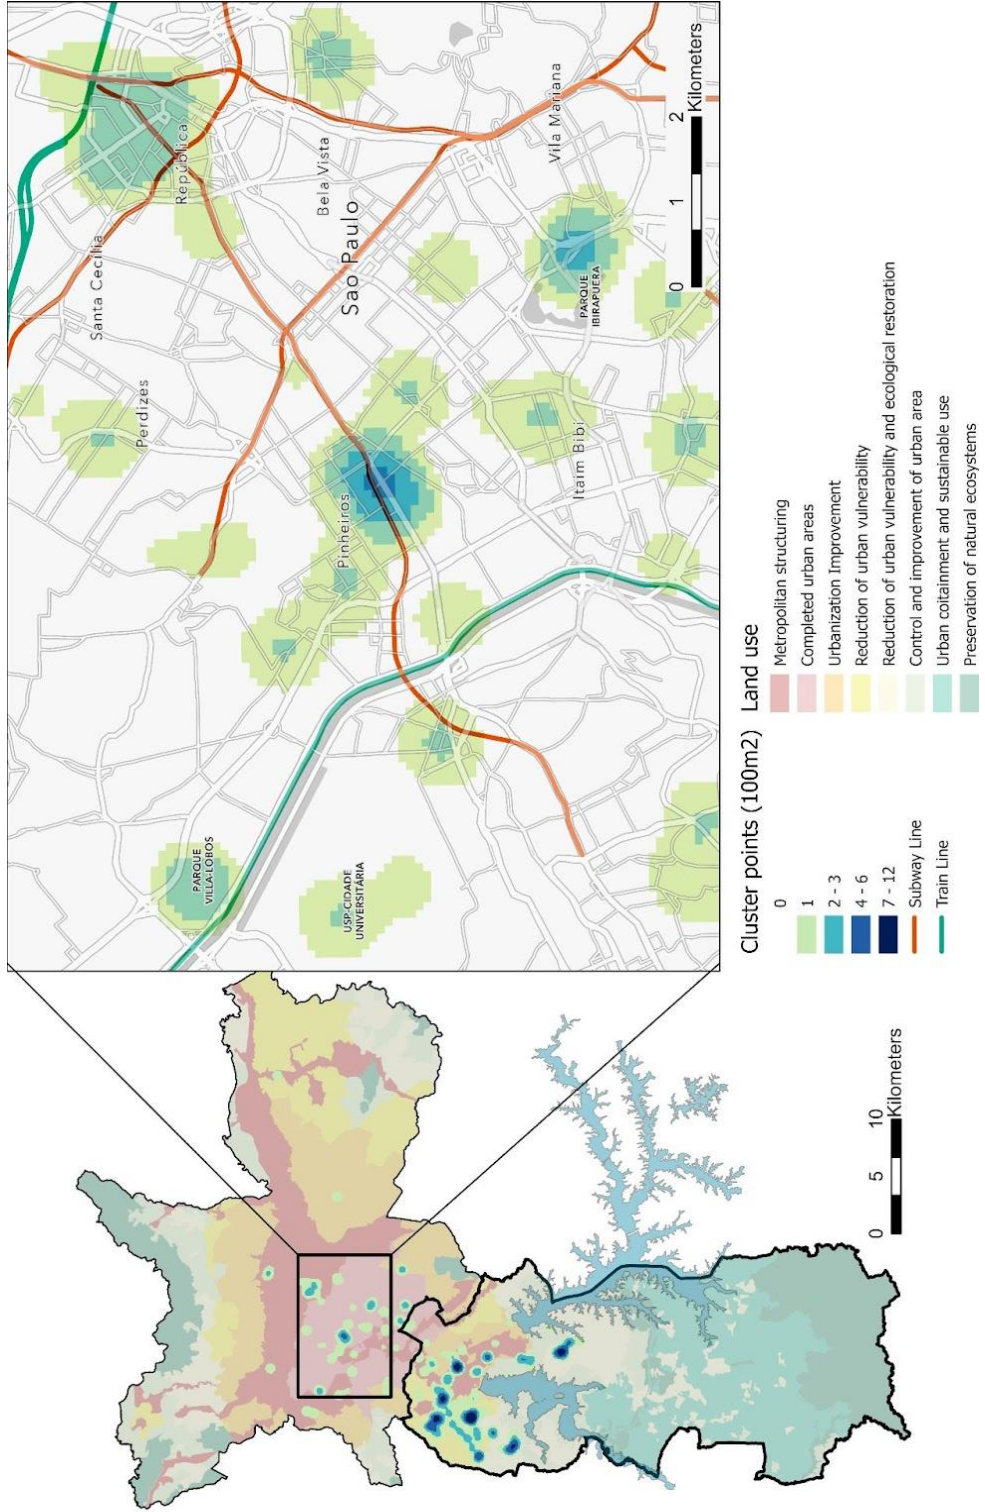 Santa Cecília
República
Perdizes
Bela Vista
Sao Paulo
Pinheiros
Vila Mariana
PARQUE
VILLA-LOBOS
PARQUE
IBIRAPUERA
USP-CIDADE
UNIVERSITÁRIA
Itaim Bibi
0 1 2
Kilometers
0 5 10
Kilometers
Cluster points (100m2)
0
1
2 - 3
4 - 6
7 - 12
Subway Line
Train Line
Land use
Metropolitan structuring
Completed urban areas
Urbanization Improvement
Reduction of urban vulnerability
Reduction of urban vulnerability and ecological restoration
Control and improvement of urban area
Urban coitainment and sustainable use
Preservation of natural ecosystems